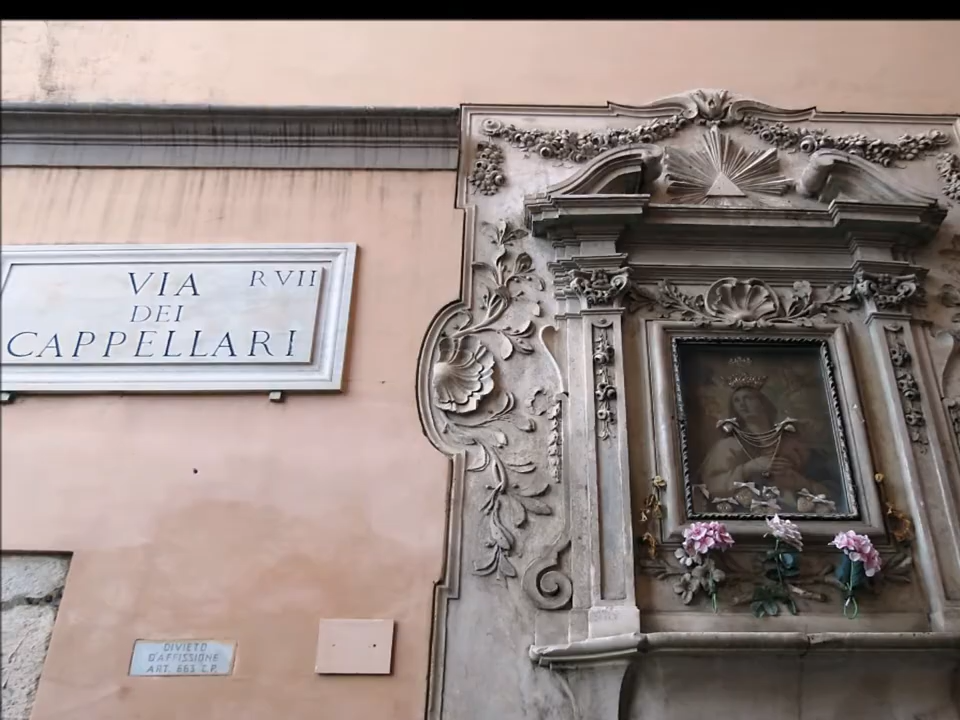 VIA R VII
DEI
CAPPELLARI
DIVIETO
D'AFFISSIONE
ART. 663 C.P.